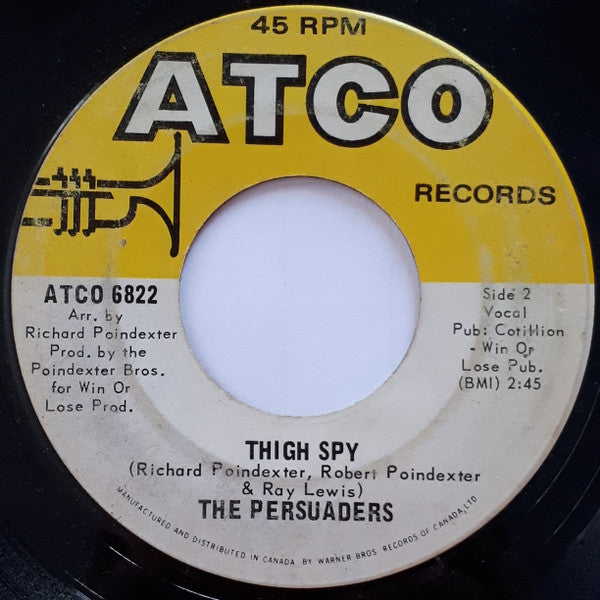 45 RPM
ATCO
RECORDS
ATCO 6822
Arr. by
Richard Poindexter
Prod. by the
Poindexter Bros.
for Win Or
Lose Prod.
Side 2
Vocal
Pub: Cotillion
- Win Or
Lose Pub.
(BMI) 2:45
THIGH SPY
(Richard Poindexter, Robert Poindexter
& Ray Lewis)
THE PERSUADERS
MANUFACTURED AND DISTRIBUTED IN CANADA BY WARNER BROS RECORDS OF CANADA, LTD